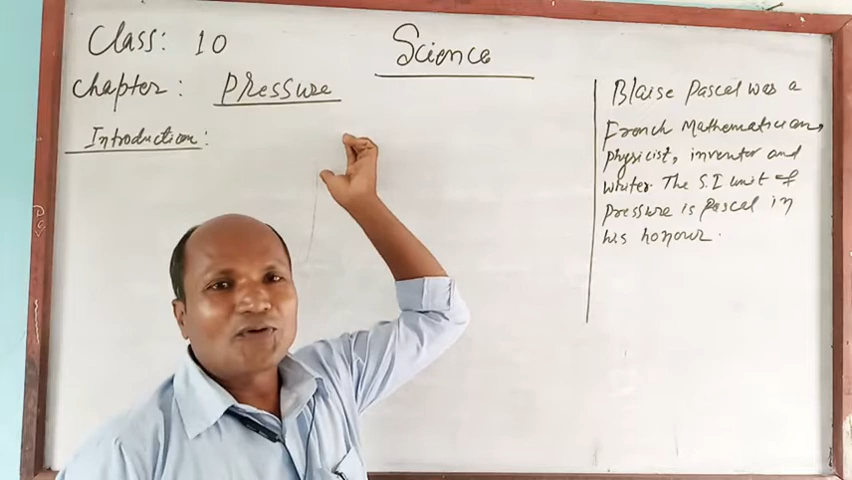 Class: 10
Science
Chapter: Pressure
Introduction:
Blaise Pascal was a
French Mathematician,
physicist, inventor and
writer. The S.I unit of
Pressure is Pascal in
his honour.